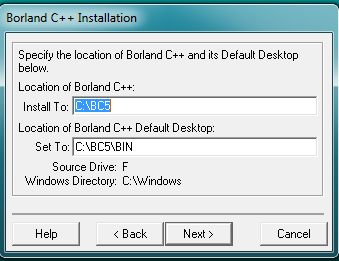 Borland C++ Installation
Specify the location of Borland C++ and its Default Desktop
below.
Location of Borland C++:
Install To: C:\BC5
Location of Borland C++ Default Desktop:
Set To: C:\BC5\BIN
Source Drive: F
Windows Directory: C:\Windows
Help < Back Next > Cancel